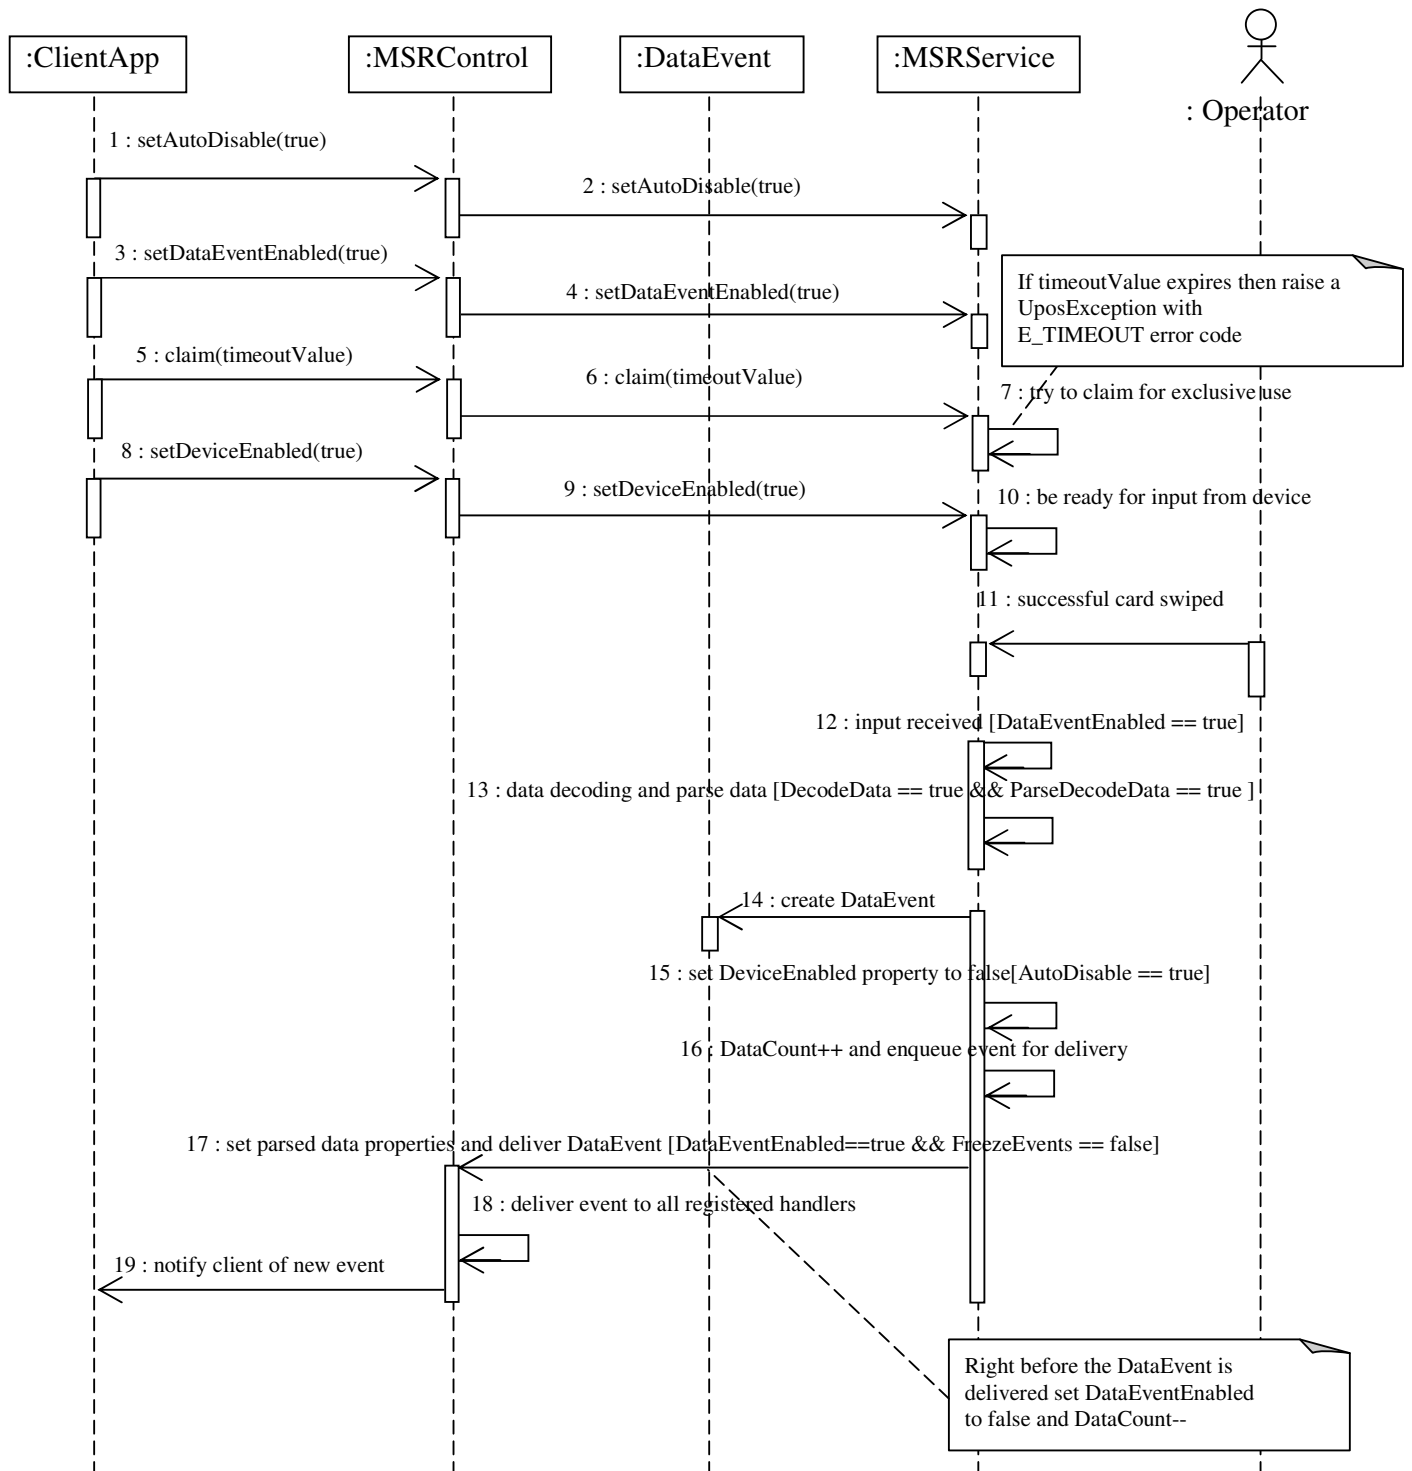 :ClientApp
:MSRControl
:DataEvent
:MSRService
: Operator
1 : setAutoDisable(true)
2 : setAutoDisable(true)
3 : setDataEventEnabled(true)
4 : setDataEventEnabled(true)
If timeoutValue expires then raise a
UposException with
E_TIMEOUT error code
5 : claim(timeoutValue)
6 : claim(timeoutValue)
7 : try to claim for exclusive use
8 : setDeviceEnabled(true)
9 : setDeviceEnabled(true)
10 : be ready for input from device
11 : successful card swiped
12 : input received [DataEventEnabled == true]
13 : data decoding and parse data [DecodeData == true && ParseDecodeData == true ]
14 : create DataEvent
15 : set DeviceEnabled property to false[AutoDisable == true]
16 : DataCount++ and enqueue event for delivery
17 : set parsed data properties and deliver DataEvent [DataEventEnabled==true && FreezeEvents == false]
18 : deliver event to all registered handlers
19 : notify client of new event
Right before the DataEvent is
delivered set DataEventEnabled
to false and DataCount--